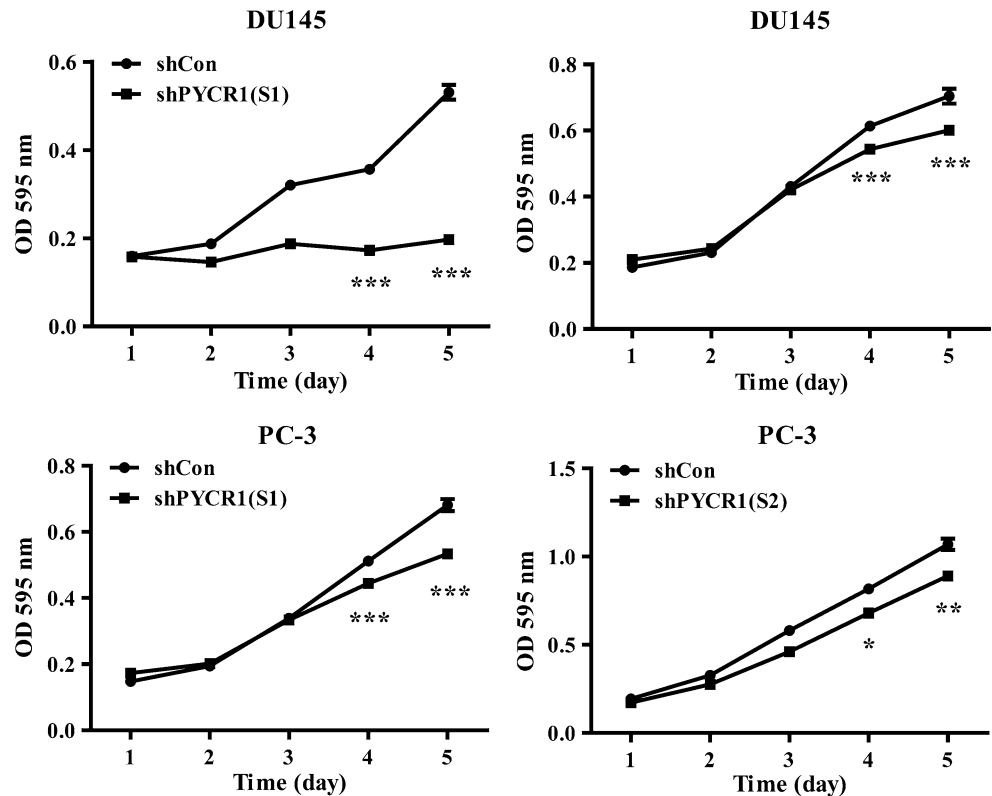 DU145
shCon
shPYCR1(S1)
OD 595 nm
0.6
0.4
0.2
0.0
***
***
1 2 3 4 5
Time (day)
DU145
OD 595 nm
0.8
0.6
0.4
0.2
0.0
***
***
1 2 3 4 5
Time (day)
PC-3
shCon
shPYCR1(S1)
OD 595 nm
0.8
0.6
0.4
0.2
0.0
***
***
1 2 3 4 5
Time (day)
PC-3
shCon
shPYCR1(S2)
OD 595 nm
1.5
1.0
0.5
0.0
*
**
1 2 3 4 5
Time (day)